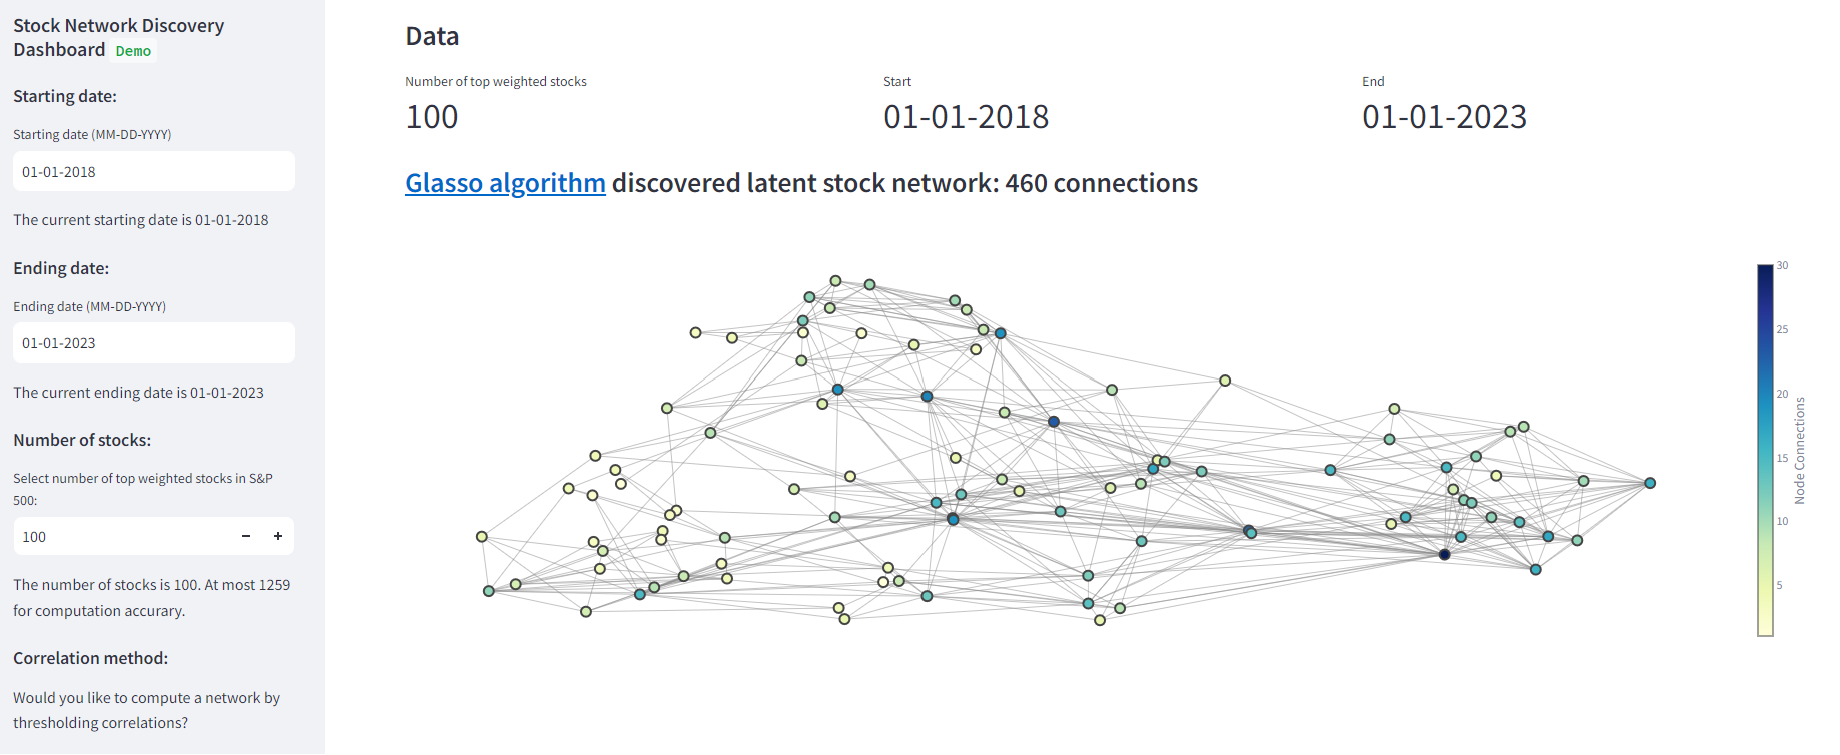 Stock Network Discovery
Dashboard Demo
Starting date:
Starting date (MM-DD-YYYY)
01-01-2018
The current starting date is 01-01-2018
Ending date:
Ending date (MM-DD-YYYY)
01-01-2023
The current ending date is 01-01-2023
Number of stocks:
Select number of top weighted stocks in S&P
500:
100
The number of stocks is 100. At most 1259
for computation accurary.
Correlation method:
Would you like to compute a network by
thresholding correlations?
Data
Number of top weighted stocks
100
Start
01-01-2018
End
01-01-2023
Glasso algorithm discovered latent stock network: 460 connections
30
25
20
15
10
5
Node Connections